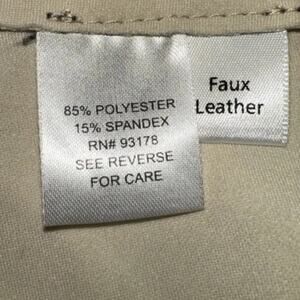 85% POLYESTER
15% SPANDEX
RN# 93178
SEE REVERSE
FOR CARE
Faux
Leather